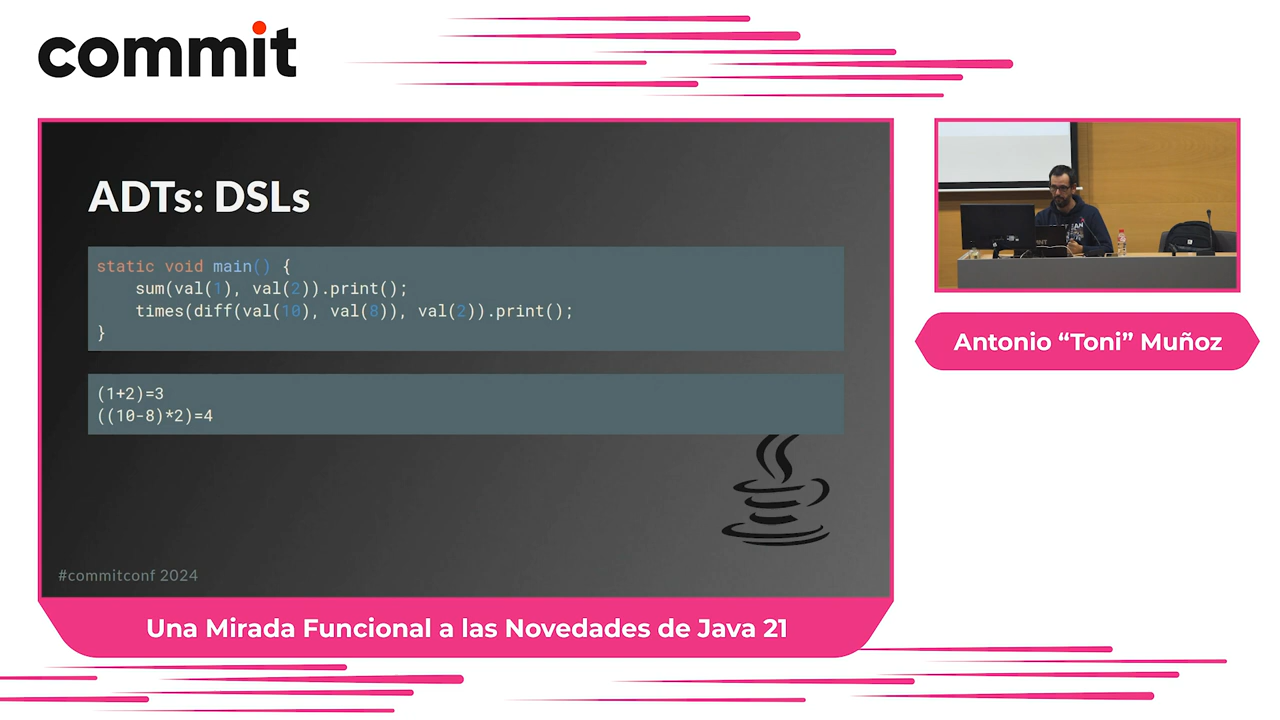 commit
ADTs: DSLs
static void main() {
    sum(val(1), val(2)).print();
    times(diff(val(10), val(8)), val(2)).print();
}
(1+2)=3
((10-8)*2)=4
#commitconf 2024
Una Mirada Funcional a las Novedades de Java 21
Antonio “Toni” Muñoz